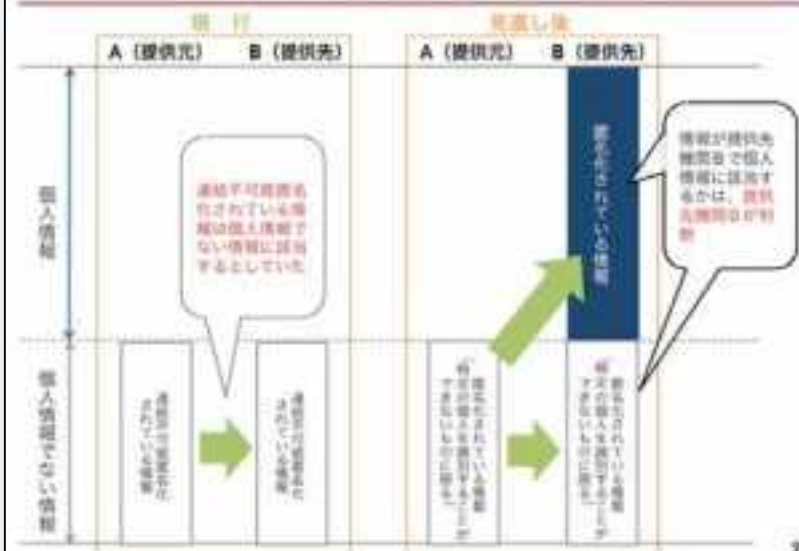 現 行
見直し後
A（提供元）
B（提供先）
A（提供元）
B（提供先）
個人情報
個人情報でない情報
連結不可能匿名
化されている情
報は個人情報で
ない情報に該当
するとしていた
連結不可能匿名化
されている情報
連結不可能匿名化
されている情報
匿名化されている情報
情報が提供先
機関Bで個人
情報に該当す
るかは、提供
先機関Bが判
断
匿名化されている情報
（特定の個人を識別することが
できないものに限る）
匿名化されている情報
（特定の個人を識別することが
できないものに限る）